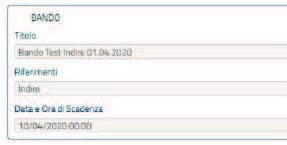 BANDO
Titolo
Bando Test Indire 01.04.2020
Riferimenti
Indire
Data e Ora di Scadenza
10/04/2020 00:00